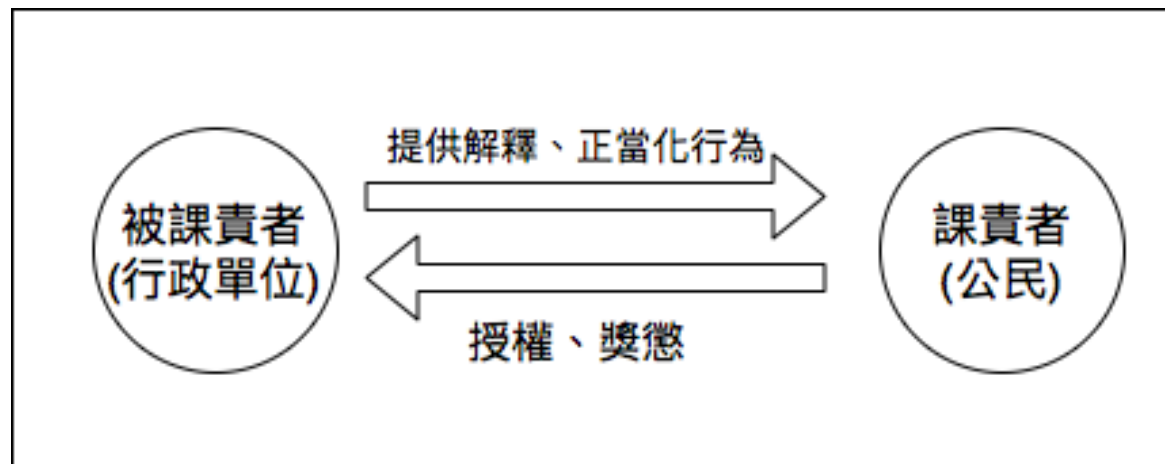 被課責者
(行政單位)
提供解釋、正當化行為
授權、獎懲
課責者
(公民)